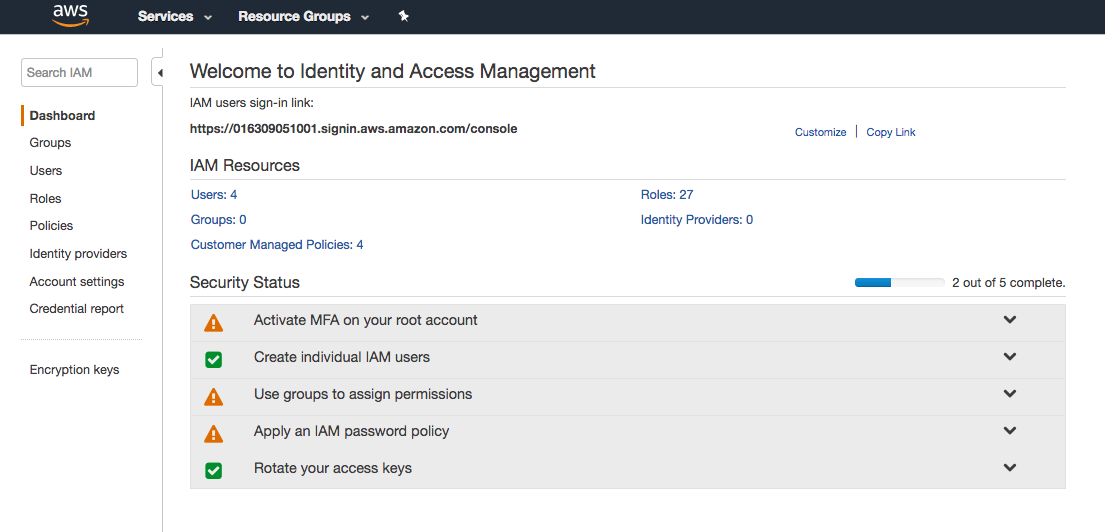 aws
Services
Resource Groups
Search IAM
Dashboard
Groups
Users
Roles
Policies
Identity providers
Account settings
Credential report
Encryption keys
Welcome to Identity and Access Management
IAM users sign-in link:
https://016309051001.signin.aws.amazon.com/console
Customize | Copy Link
IAM Resources
Users: 4
Roles: 27
Groups: 0
Identity Providers: 0
Customer Managed Policies: 4
Security Status
2 out of 5 complete.
Activate MFA on your root account
Create individual IAM users
Use groups to assign permissions
Apply an IAM password policy
Rotate your access keys